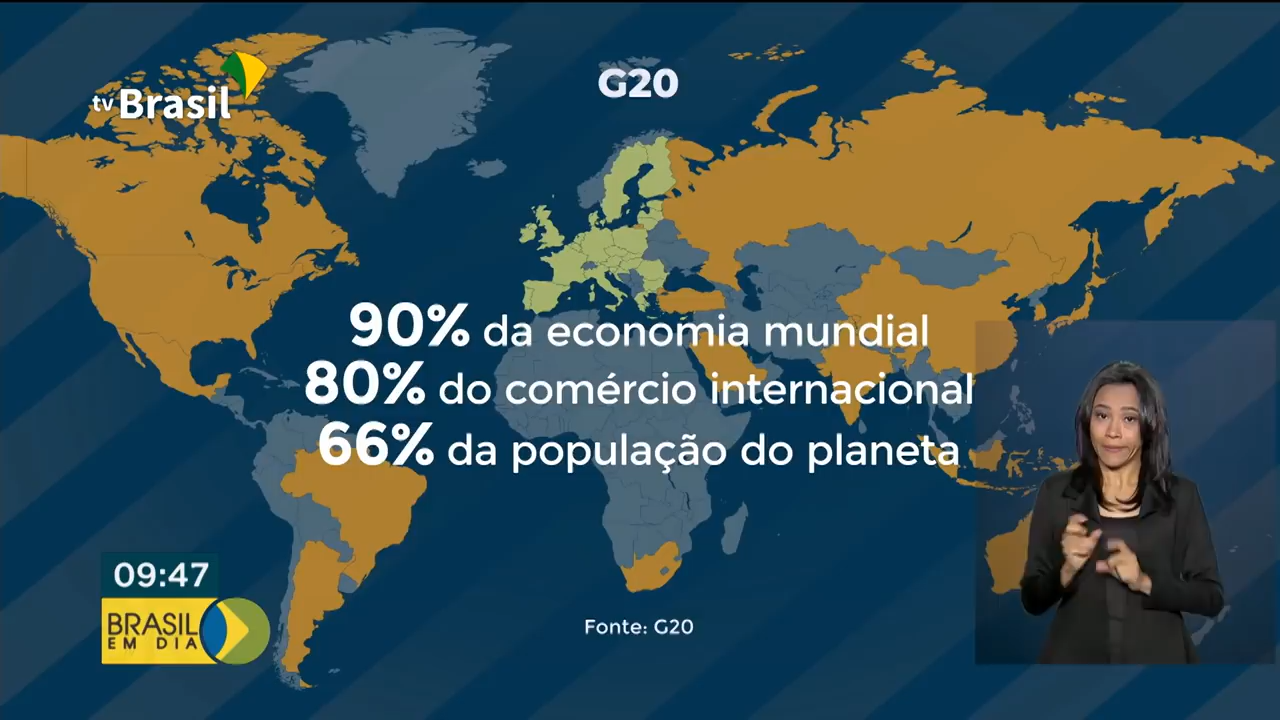 tv Brasil
G20
90% da economia mundial
80% do comércio internacional
66% da população do planeta
09:47
BRASIL
EM DIA
Fonte: G20